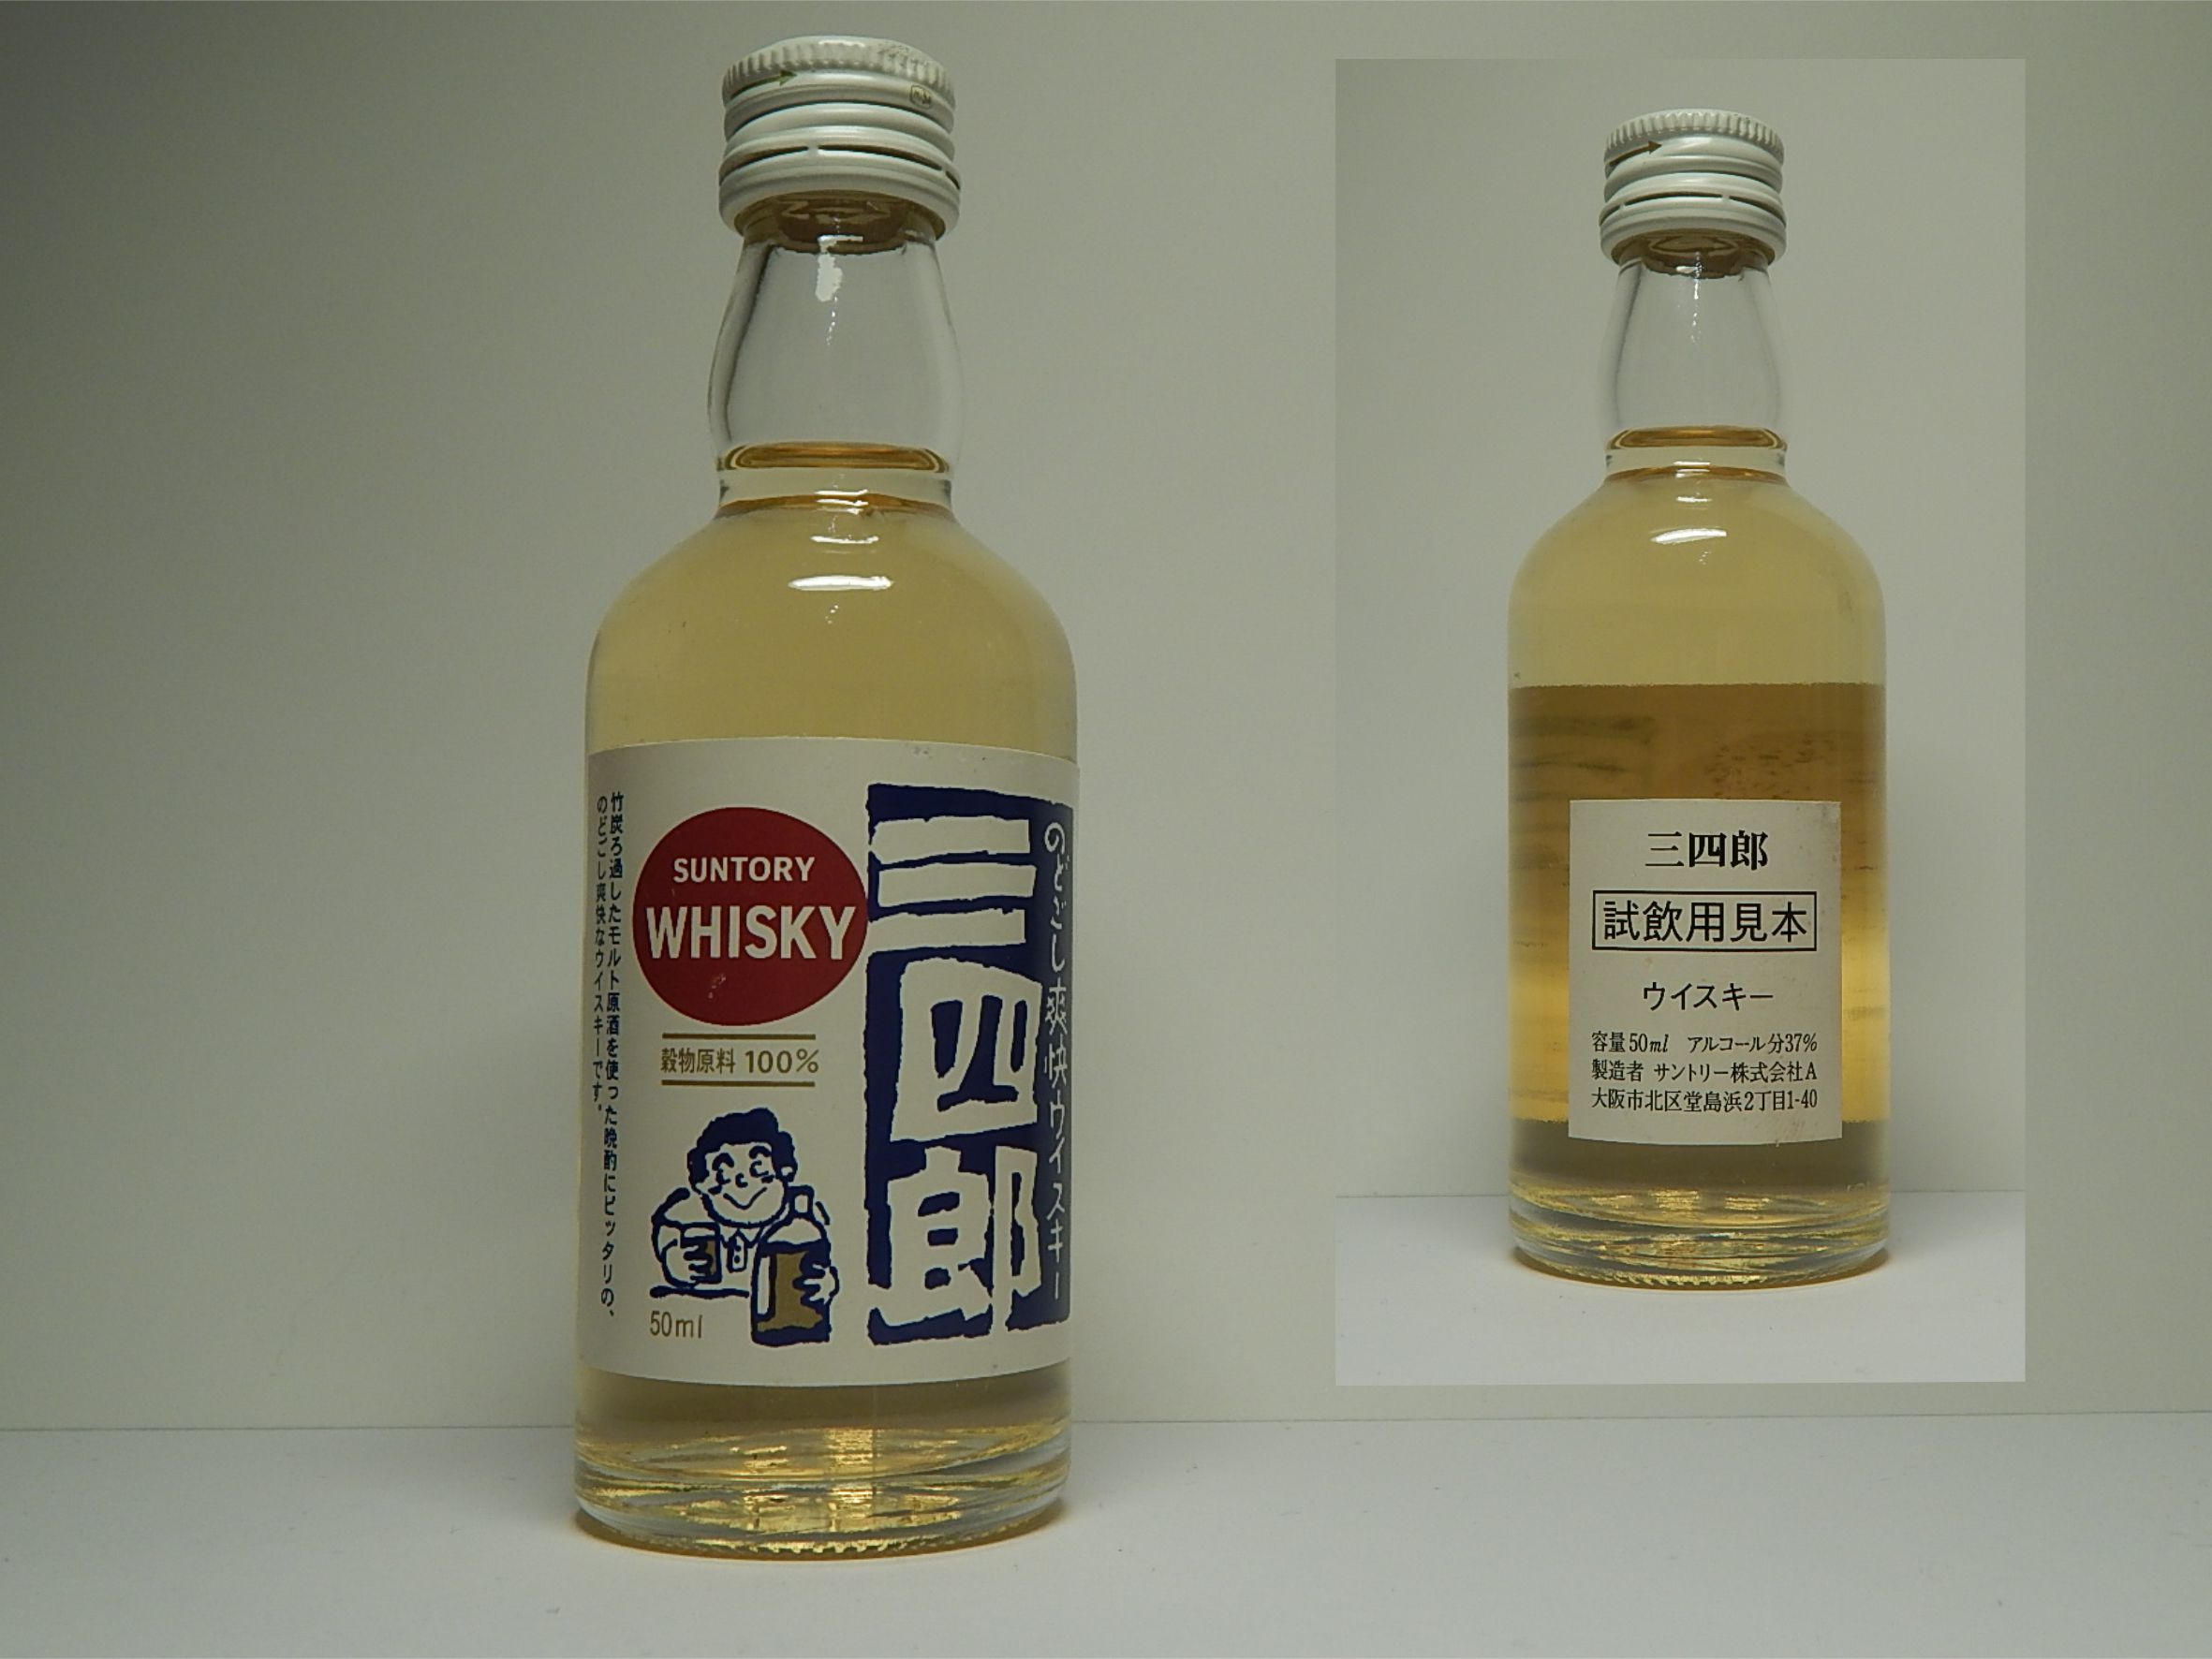 竹炭ろ過したモルト原酒を使った晩酌にピッタリの、
のどごし爽快なウイスキーです。
SUNTORY
WHISKY
穀物原料 100%
50ml
三四郎
のどごし爽快ウイスキー
三四郎
試飲用見本
ウイスキー
容量50ml アルコール分37%
製造者 サントリー株式会社A
大阪市北区堂島浜2丁目1-40